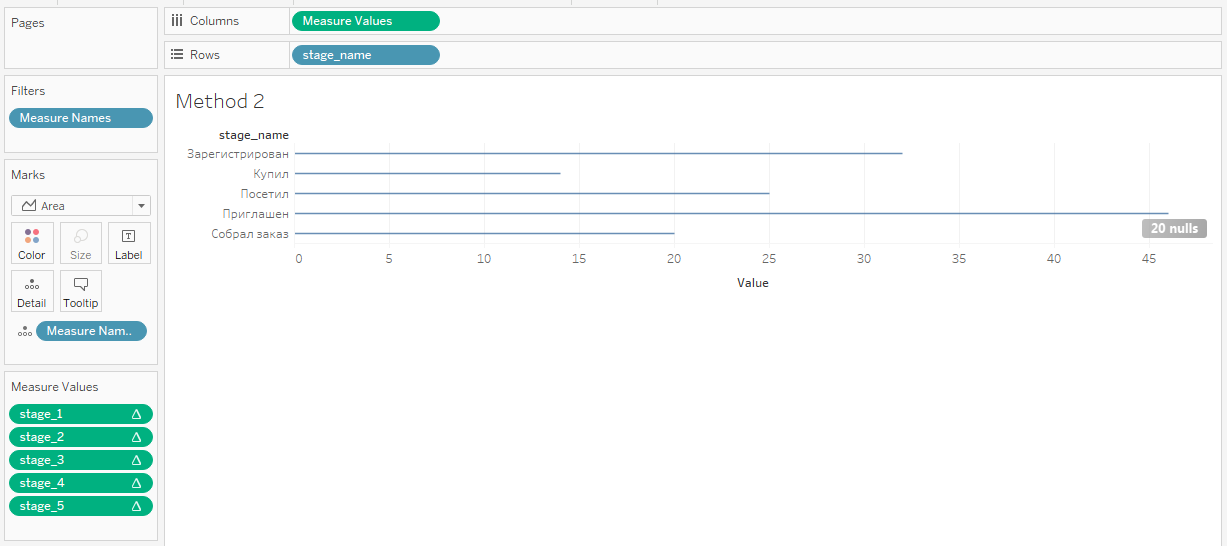 Pages
Columns
Measure Values
Rows
stage_name
Filters
Measure Names
Marks
Area
Color
Size
Label
Detail
Tooltip
Measure Nam..
Measure Values
stage_1
stage_2
stage_3
stage_4
stage_5
Method 2
stage_name
Зарегистрирован
Купил
Посетил
Приглашен
Собрал заказ
20 nulls
0 5 10 15 20 25 30 35 40 45
Value